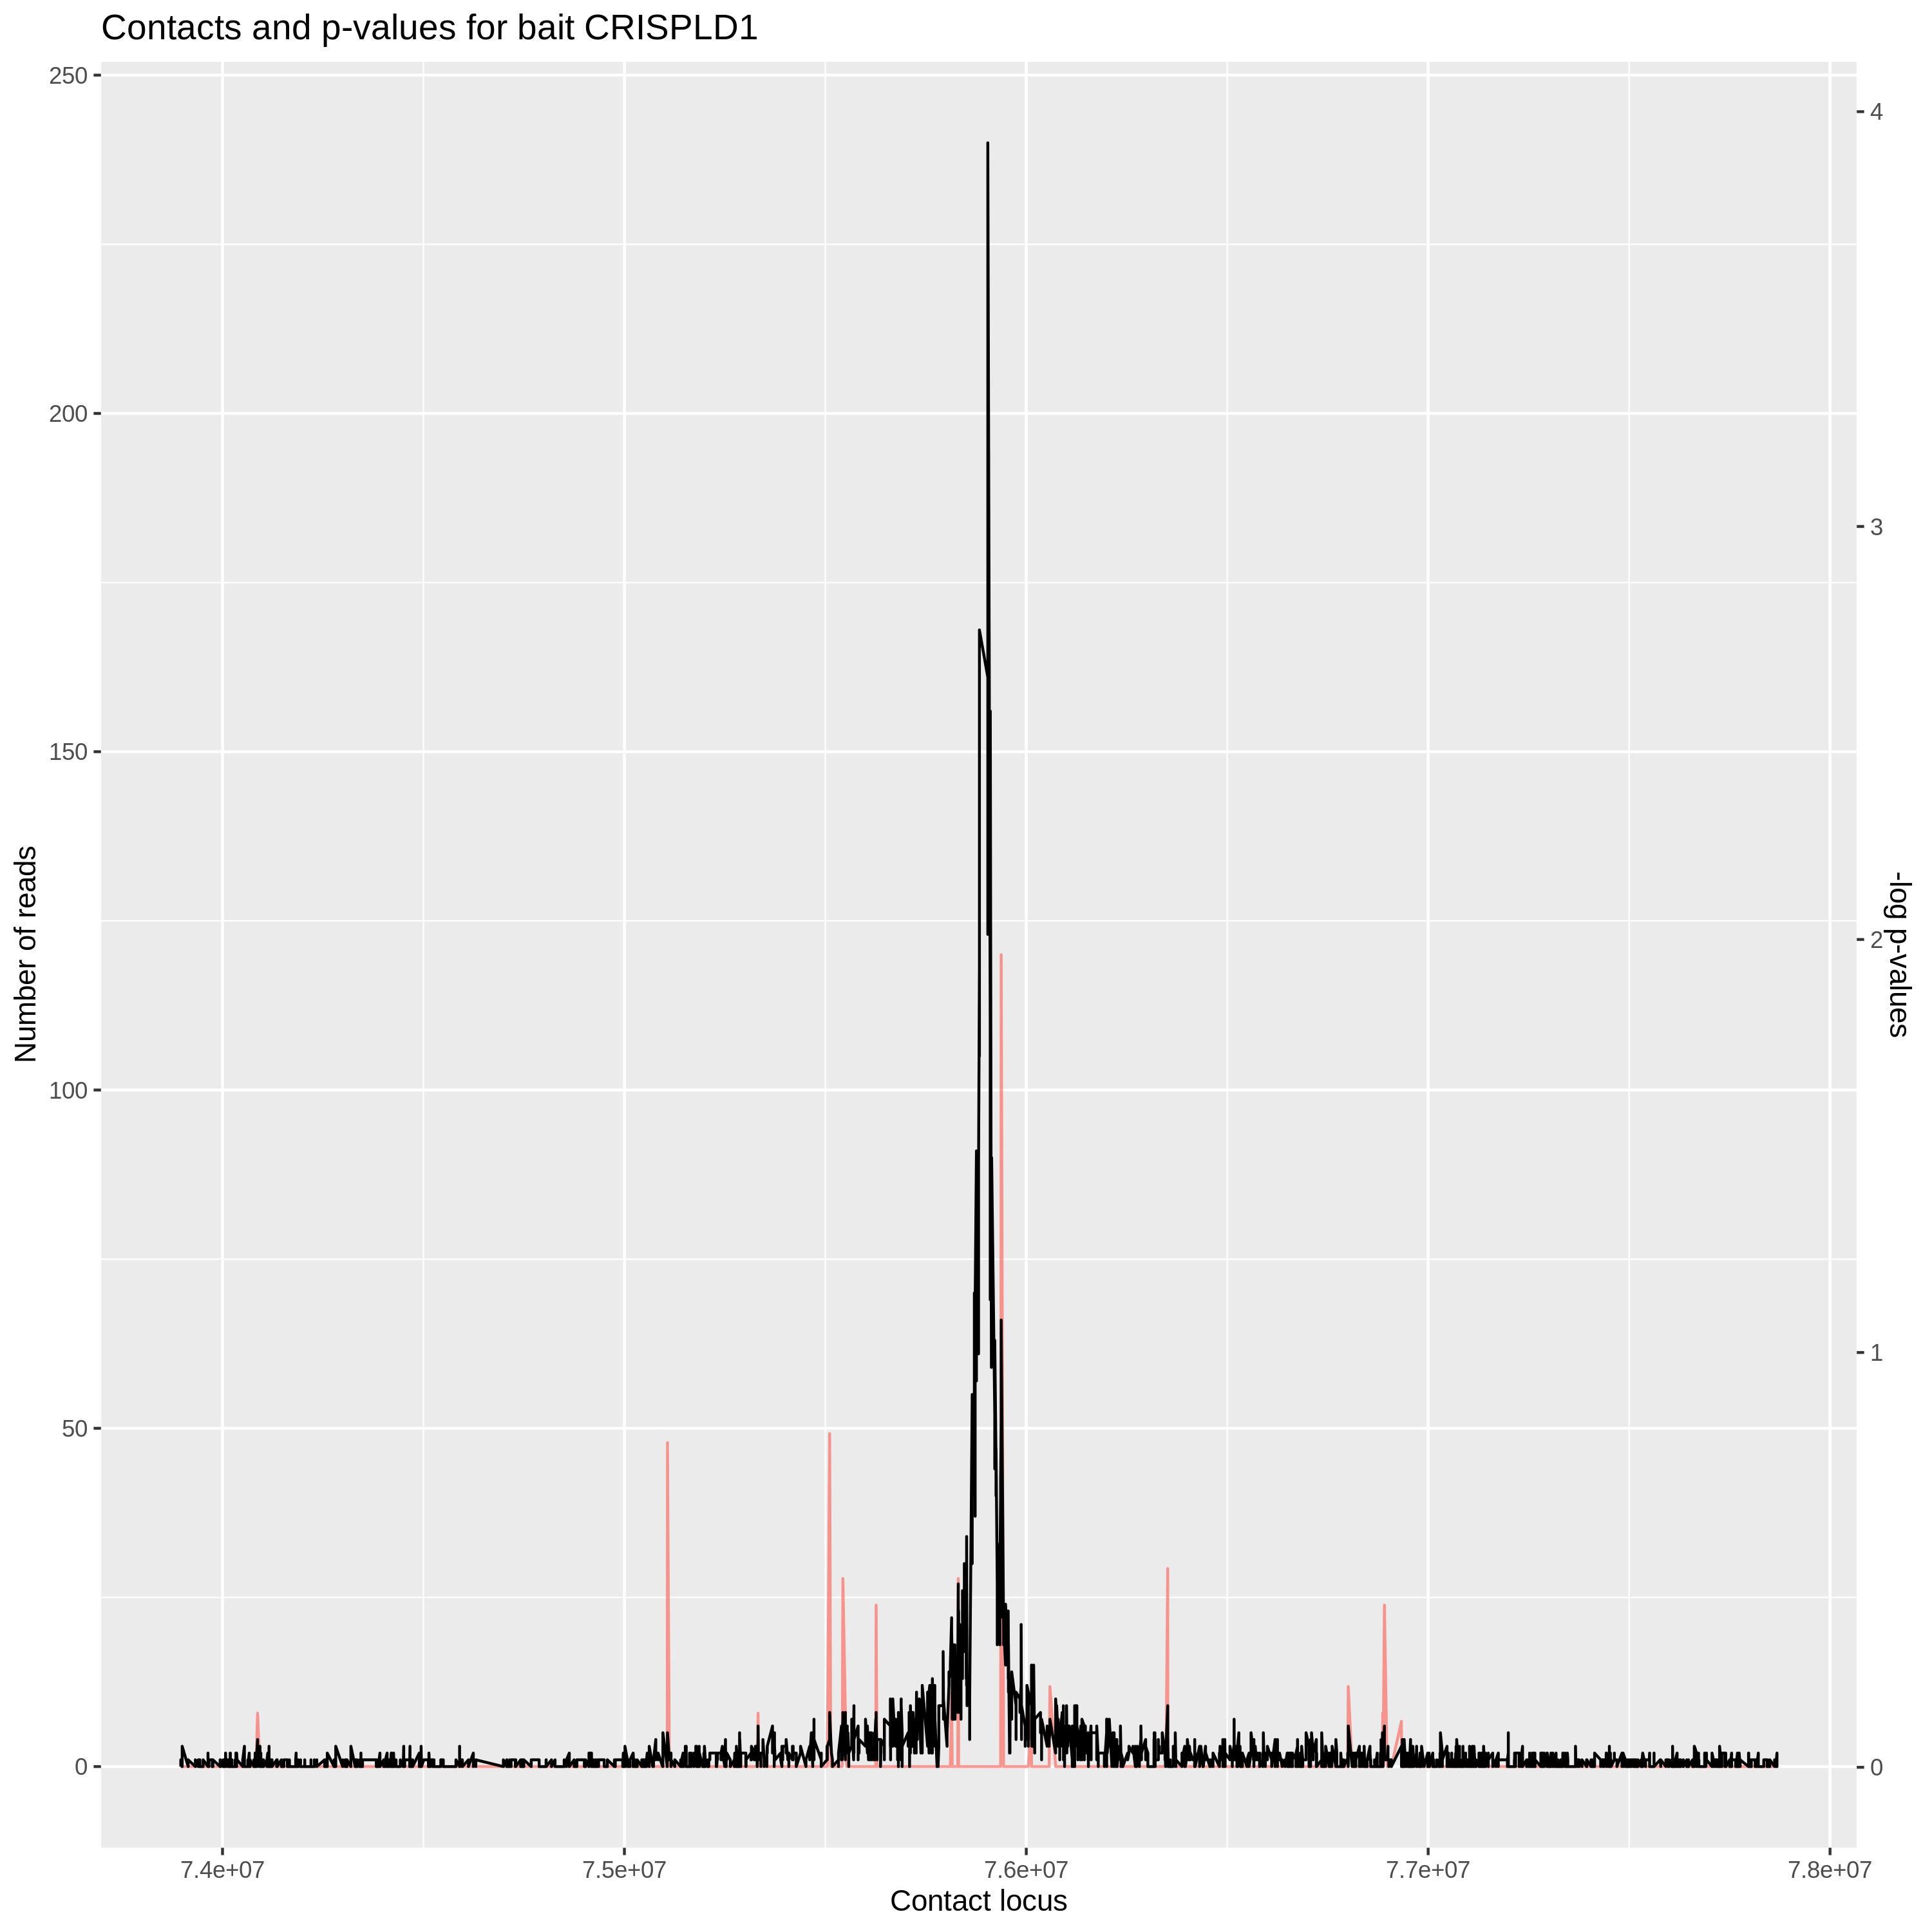 Contacts and p-values for bait CRISPLD1
250
200
150
100
50
0
Number of reads
4
3
2
1
0
-log p-values
7.4e+07 7.5e+07 7.6e+07 7.7e+07 7.8e+07
Contact locus